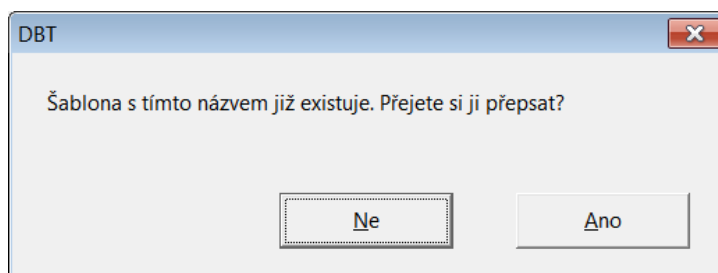 DBT
Šablona s tímto názvem již existuje. Přejete si ji přepsat?
Ne
Ano